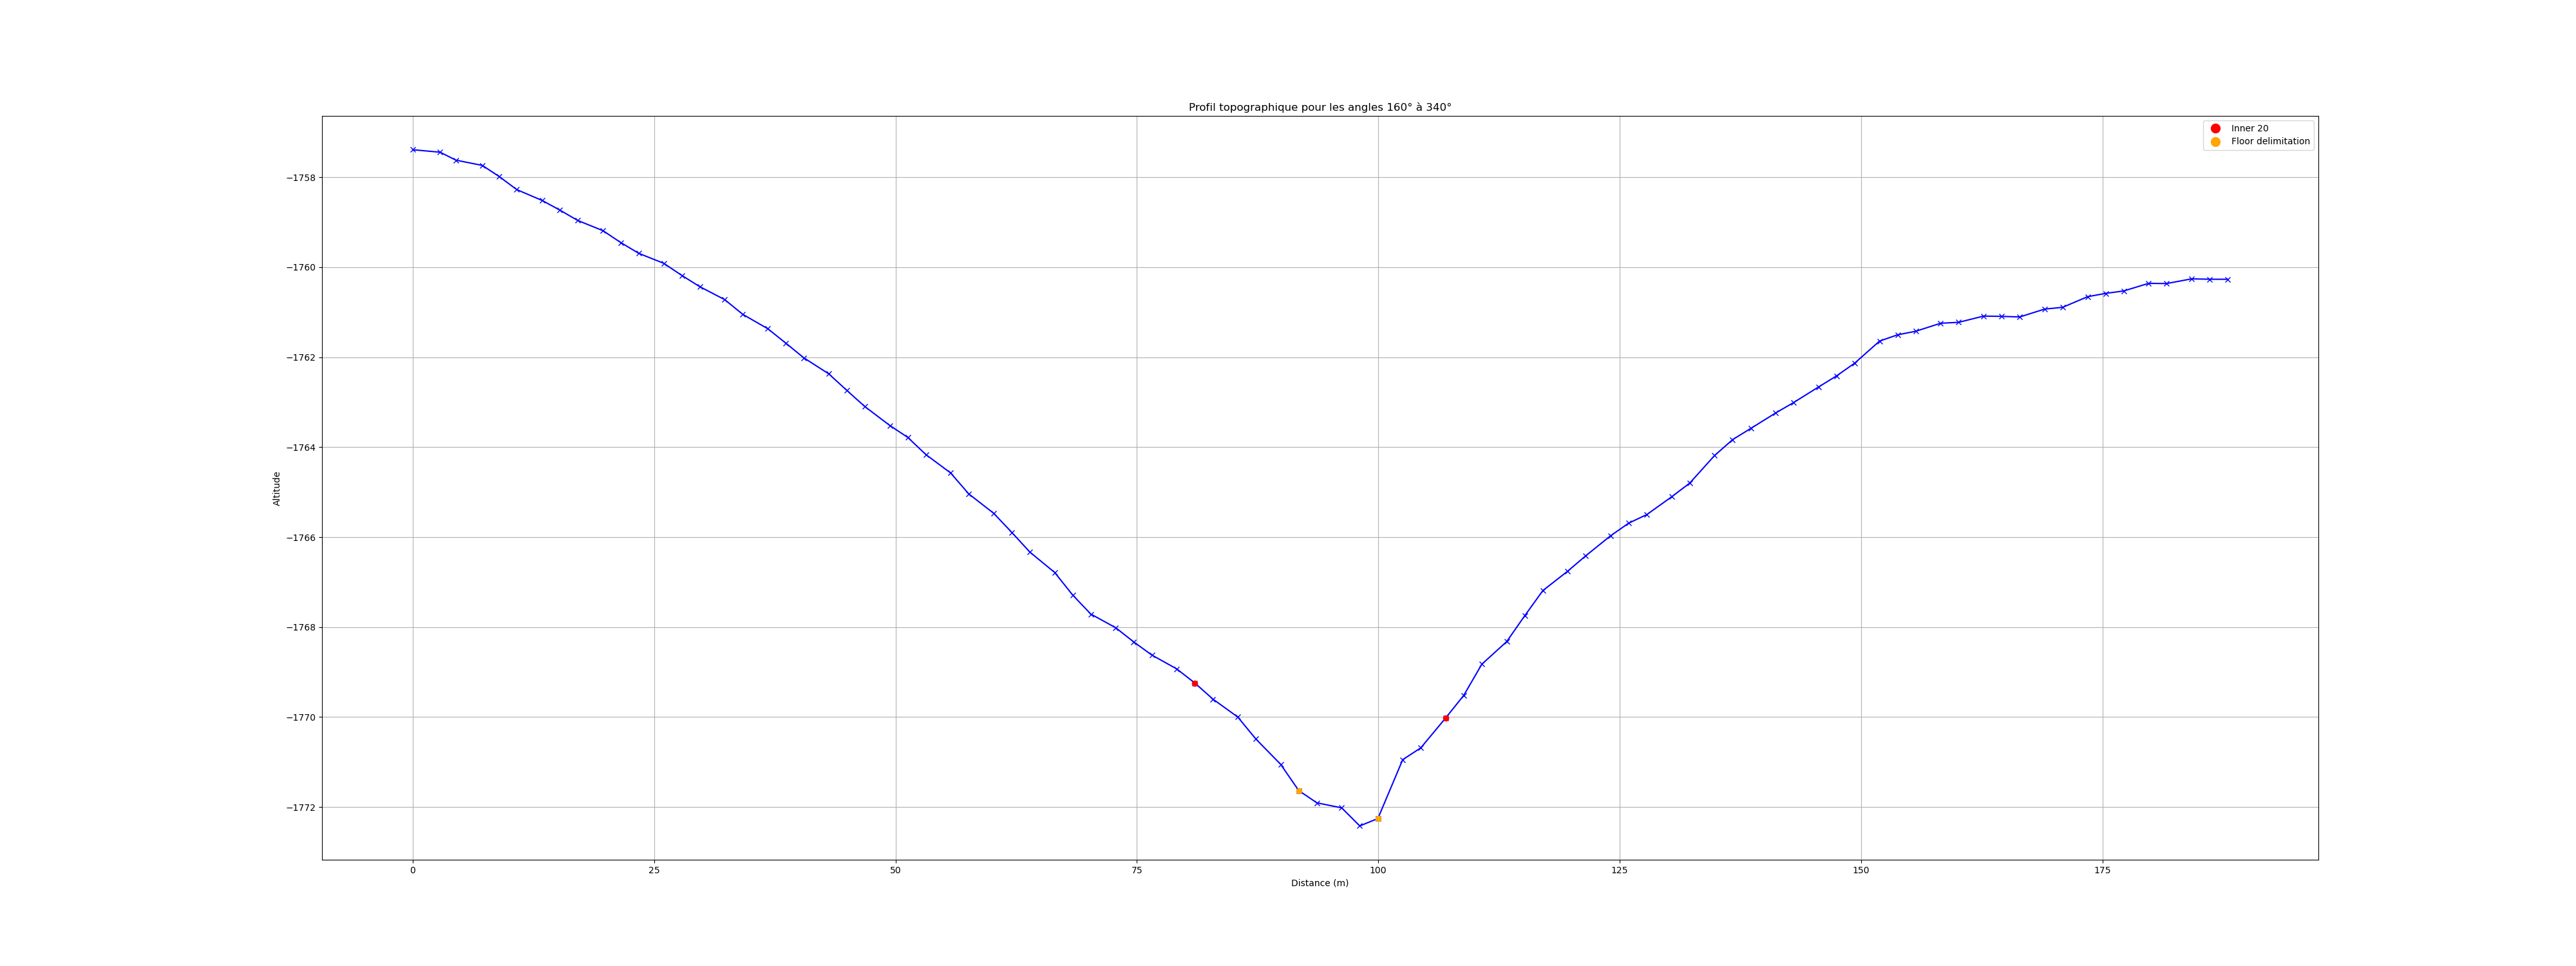 Profil topographique pour les angles 160° à 340°
Inner 20
Floor delimitation
−1758
−1760
−1762
−1764
−1766
−1768
−1770
−1772
Altitude
0 25 50 75 100 125 150 175
Distance (m)